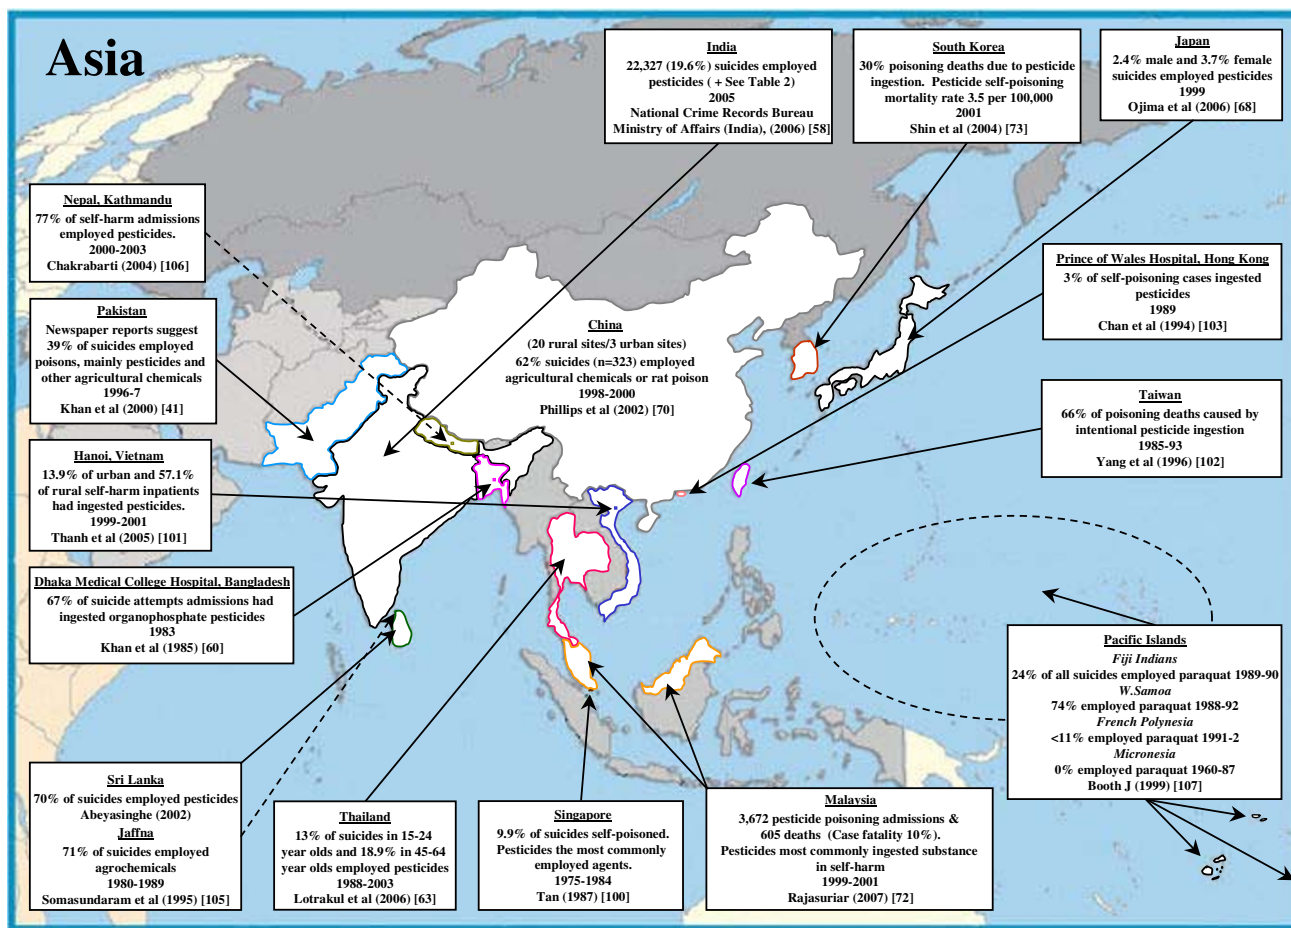 Asia
India
22,327 (19.6%) suicides employed
pesticides ( + See Table 2)
2005
National Crime Records Bureau
Ministry of Affairs (India), (2006) [58]
South Korea
30% poisoning deaths due to pesticide
ingestion. Pesticide self-poisoning
mortality rate 3.5 per 100,000
2001
Shin et al (2004) [73]
Japan
2.4% male and 3.7% female
suicides employed pesticides
1999
Ojima et al (2006) [68]
Nepal, Kathmandu
77% of self-harm admissions
employed pesticides.
2000-2003
Chakrabarti (2004) [106]
Prince of Wales Hospital, Hong Kong
3% of self-poisoning cases ingested
pesticides
1989
Chan et al (1994) [103]
Pakistan
Newspaper reports suggest
39% of suicides employed
poisons, mainly pesticides and
other agricultural chemicals
1996-7
Khan et al (2000) [41]
China
(20 rural sites/3 urban sites)
62% suicides (n=323) employed
agricultural chemicals or rat poison
1998-2000
Phillips et al (2002) [70]
Taiwan
66% of poisoning deaths caused by
intentional pesticide ingestion
1985-93
Yang et al (1996) [102]
Hanoi, Vietnam
13.9% of urban and 57.1%
of rural self-harm inpatients
had ingested pesticides.
1999-2001
Thanh et al (2005) [101]
Dhaka Medical College Hospital, Bangladesh
67% of suicide attempts admissions had
ingested organophosphate pesticides
1983
Khan et al (1985) [60]
Pacific Islands
Fiji Indians
24% of all suicides employed paraquat 1989-90
W.Samoa
74% employed paraquat 1988-92
French Polynesia
<11% employed paraquat 1991-2
Micronesia
0% employed paraquat 1960-87
Booth J (1999) [107]
Sri Lanka
70% of suicides employed pesticides
Abeyasinghe (2002)
Jaffna
71% of suicides employed
agrochemicals
1980-1989
Somasundaram et al (1995) [105]
Thailand
13% of suicides in 15-24
year olds and 18.9% in 45-64
year olds employed pesticides
1988-2003
Lotrakul et al (2006) [63]
Singapore
9.9% of suicides self-poisoned.
Pesticides the most commonly
employed agents.
1975-1984
Tan (1987) [100]
Malaysia
3,672 pesticide poisoning admissions &
605 deaths (Case fatality 10%).
Pesticides most commonly ingested substance
in self-harm
1999-2001
Rajasuriar (2007) [72]